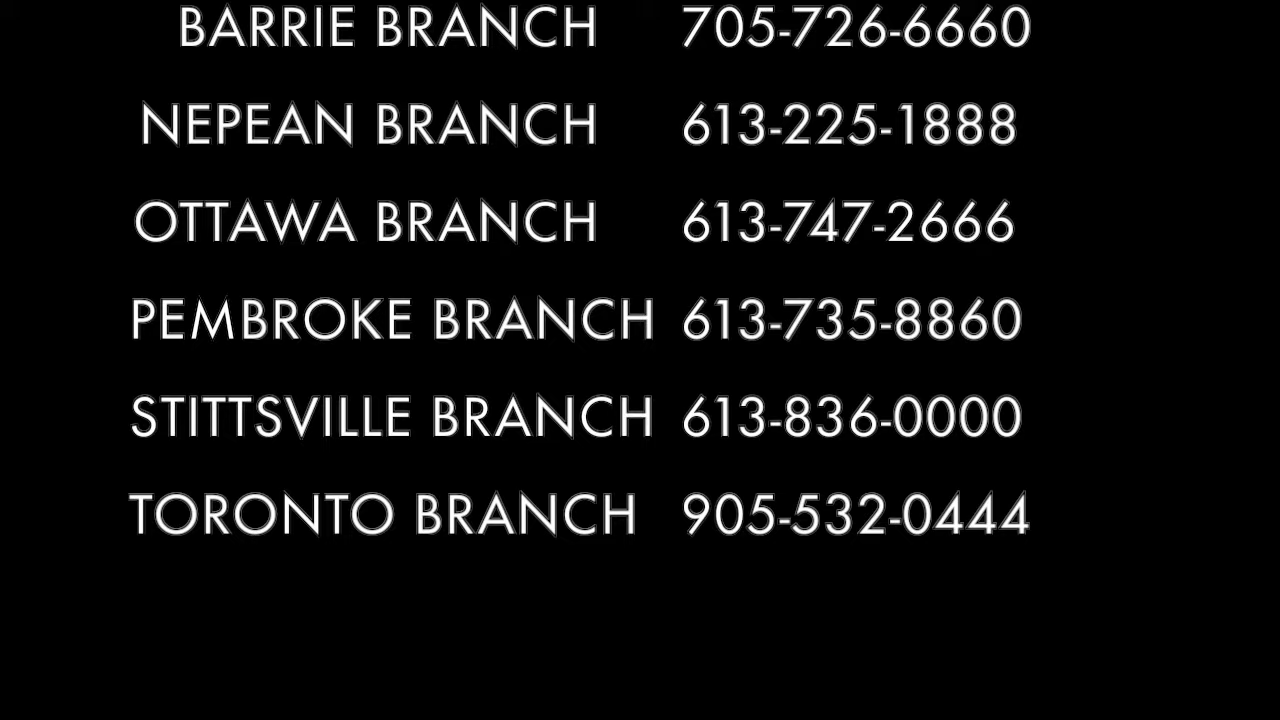 BARRIE BRANCH 705-726-6660
NEPEAN BRANCH 613-225-1888
OTTAWA BRANCH 613-747-2666
PEMBROKE BRANCH 613-735-8860
STITTSVILLE BRANCH 613-836-0000
TORONTO BRANCH 905-532-0444